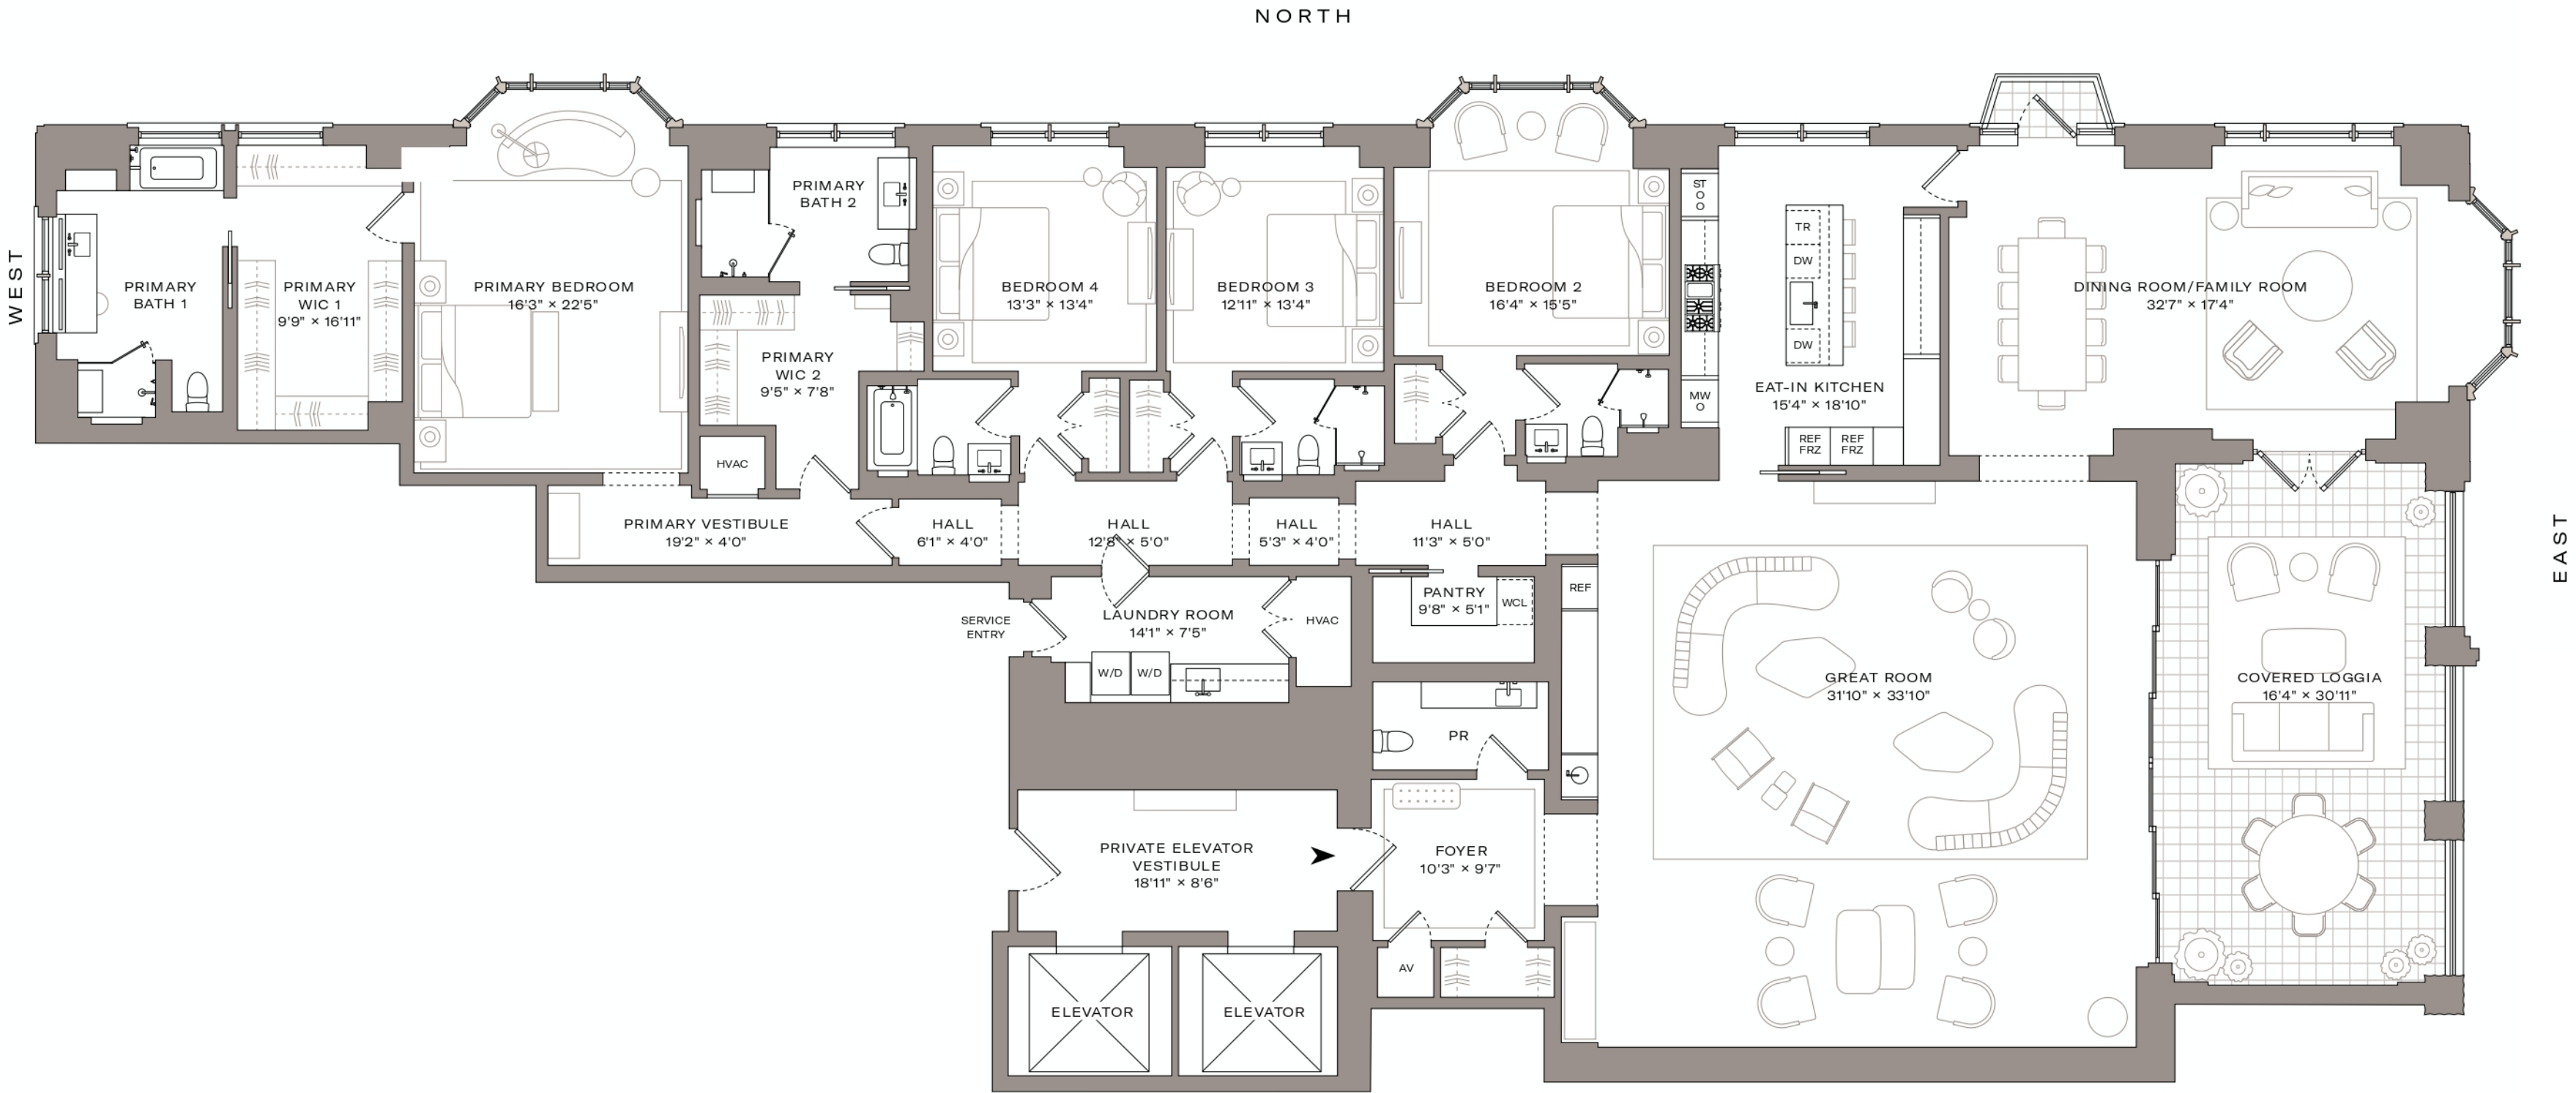 NORTH
WEST
EAST
PRIMARY
BATH 1
PRIMARY
WIC 1
9'9" × 16'11"
PRIMARY BEDROOM
16'3" × 22'5"
PRIMARY
BATH 2
PRIMARY
WIC 2
9'5" × 7'8"
HVAC
BEDROOM 4
13'3" × 13'4"
BEDROOM 3
12'11" × 13'4"
BEDROOM 2
16'4" × 15'5"
ST
O
O
MW
O
TR
DW
DW
EAT-IN KITCHEN
15'4" × 18'10"
REF
FRZ
REF
FRZ
DINING ROOM/FAMILY ROOM
32'7" × 17'4"
PRIMARY VESTIBULE
19'2" × 4'0"
HALL
6'1" × 4'0"
HALL
12'8" × 5'0"
HALL
5'3" × 4'0"
HALL
11'3" × 5'0"
SERVICE
ENTRY
LAUNDRY ROOM
14'1" × 7'5"
HVAC
W/D
W/D
PANTRY
9'8" × 5'1"
WCL
REF
PR
GREAT ROOM
31'10" × 33'10"
COVERED LOGGIA
16'4" × 30'11"
PRIVATE ELEVATOR
VESTIBULE
18'11" × 8'6"
FOYER
10'3" × 9'7"
AV
ELEVATOR
ELEVATOR